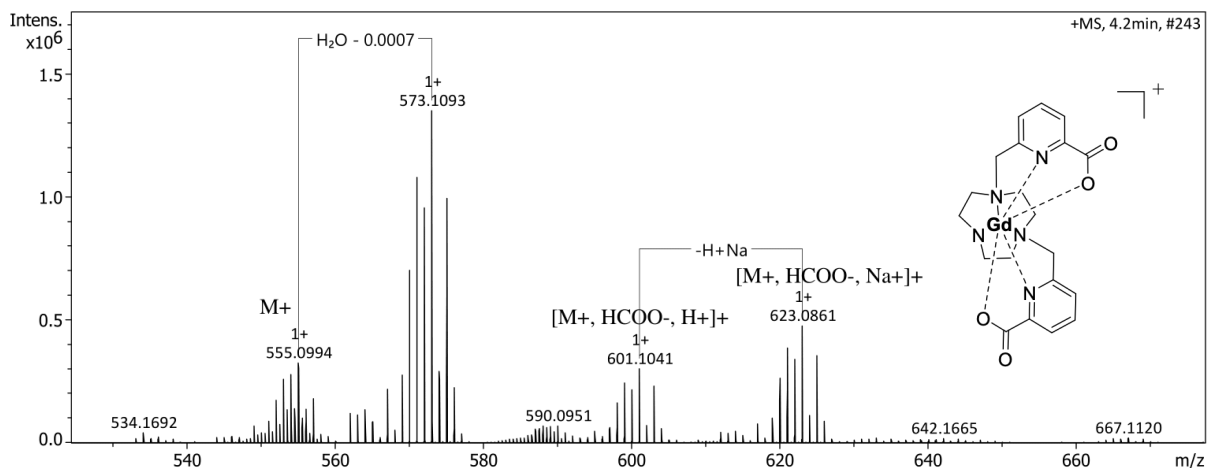 Intens.
x10⁶
+MS, 4.2min, #243
H₂O - 0.0007
1.5
1+
573.1093
1.0
-H+Na
[M+, HCOO-, Na+]+
1+
623.0861
0.5
M+
1+
555.0994
[M+, HCOO-, H+]+
1+
601.1041
534.1692
590.0951
642.1665
667.1120
0.0
540
560
580
600
620
640
660
m/z
+
N
O
O
N
Gd
N
N
N
O
O